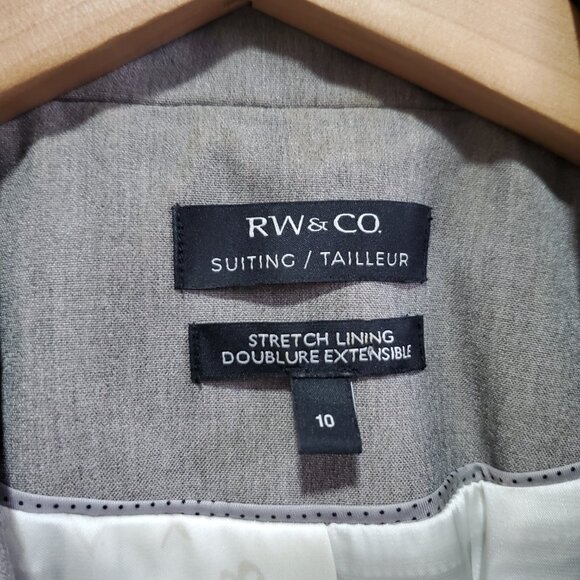 RW&CO.
SUITING / TAILLEUR
STRETCH LINING
DOUBLURE EXTENSIBLE
10